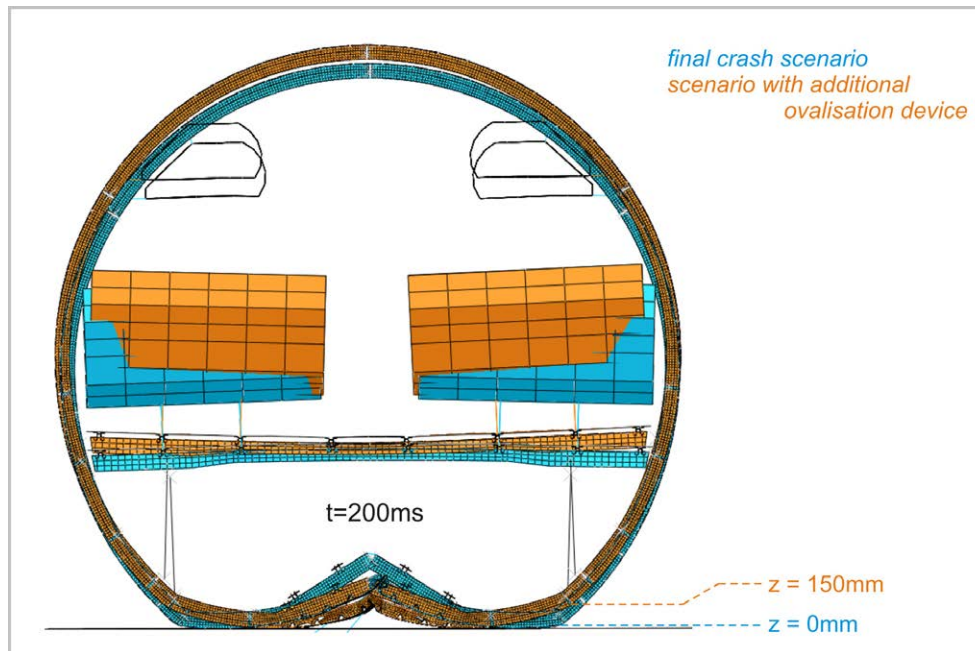 final crash scenario
scenario with additional
ovalisation device
t=200ms
z = 150mm
z = 0mm